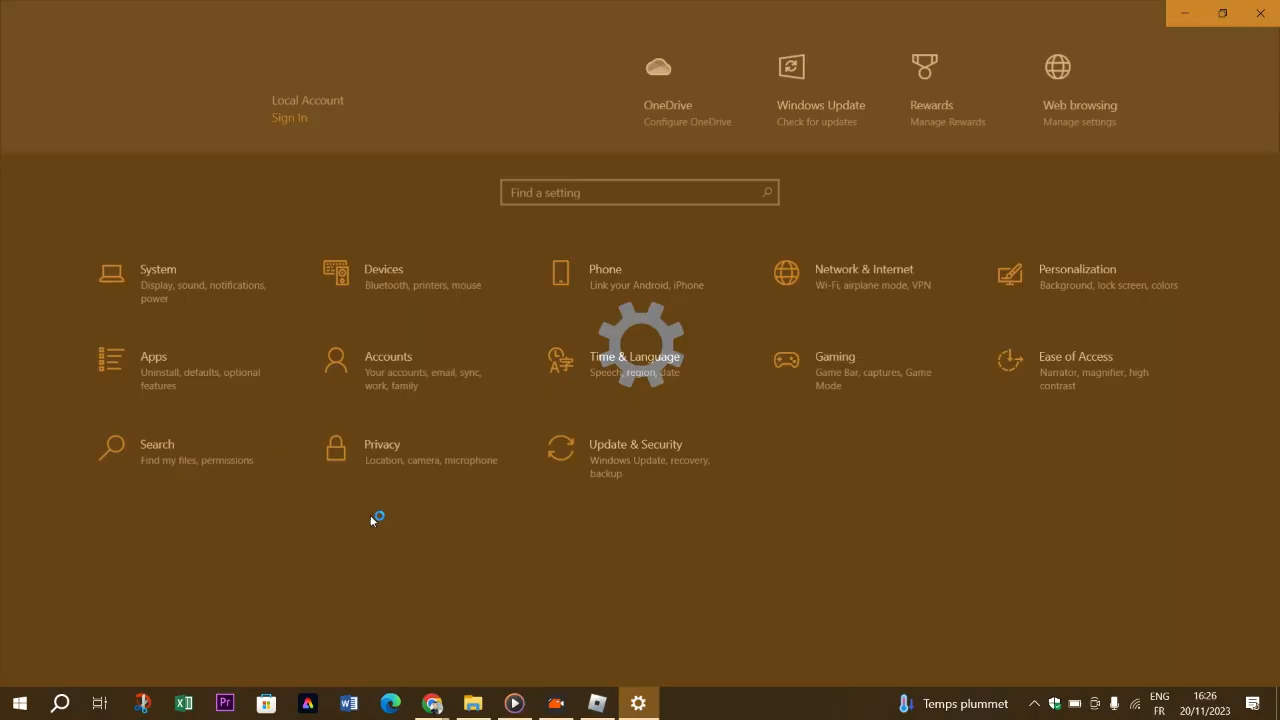 Local Account
Sign In
OneDrive
Configure OneDrive
Windows Update
Check for updates
Rewards
Manage Rewards
Web browsing
Manage settings
Find a setting
System
Display, sound, notifications,
power
Devices
Bluetooth, printers, mouse
Phone
Link your Android, iPhone
Network & Internet
Wi-Fi, airplane mode, VPN
Personalization
Background, lock screen, colors
Apps
Uninstall, defaults, optional
features
Accounts
Your accounts, email, sync,
work, family
Time & Language
Speech, region, date
Gaming
Game Bar, captures, Game
Mode
Ease of Access
Narrator, magnifier, high
contrast
Search
Find my files, permissions
Privacy
Location, camera, microphone
Update & Security
Windows Update, recovery,
backup
Pr
Temps plummet
ENG
FR
16:26
20/11/2023